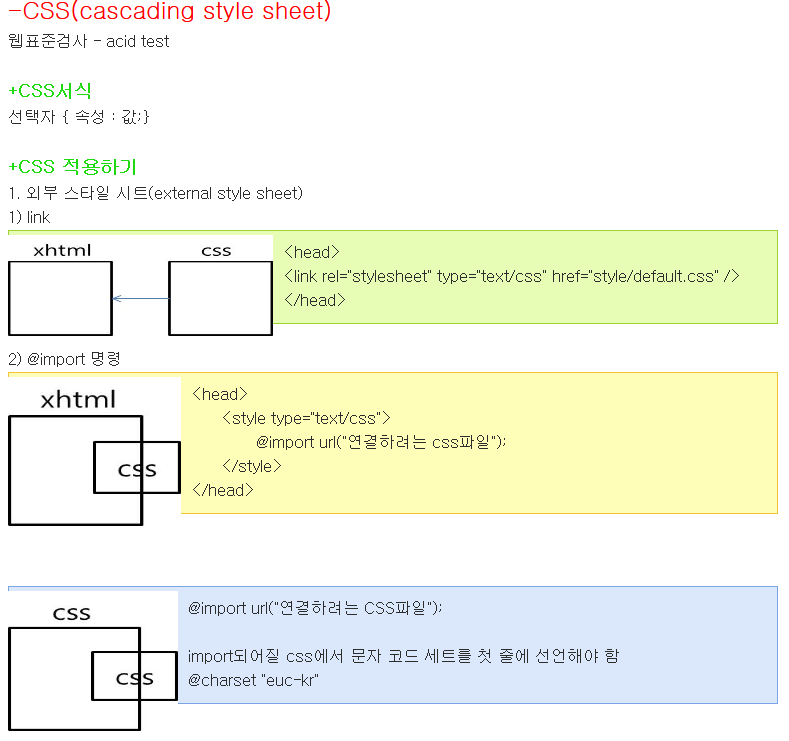 -CSS(cascading style sheet)
웹표준검사 - acid test
+CSS서식
선택자 { 속성 : 값;}
+CSS 적용하기
1. 외부 스타일 시트(external style sheet)
1) link
xhtml
css
<head>
<link rel="stylesheet" type="text/css" href="style/default.css" />
</head>
2) @import 명령
xhtml
css
<head>
<style type="text/css">
@import url("연결하려는 css파일");
</style>
</head>
css
css
@import url("연결하려는 CSS파일");
import되어질 css에서 문자 코드 세트를 첫 줄에 선언해야 함
@charset "euc-kr"